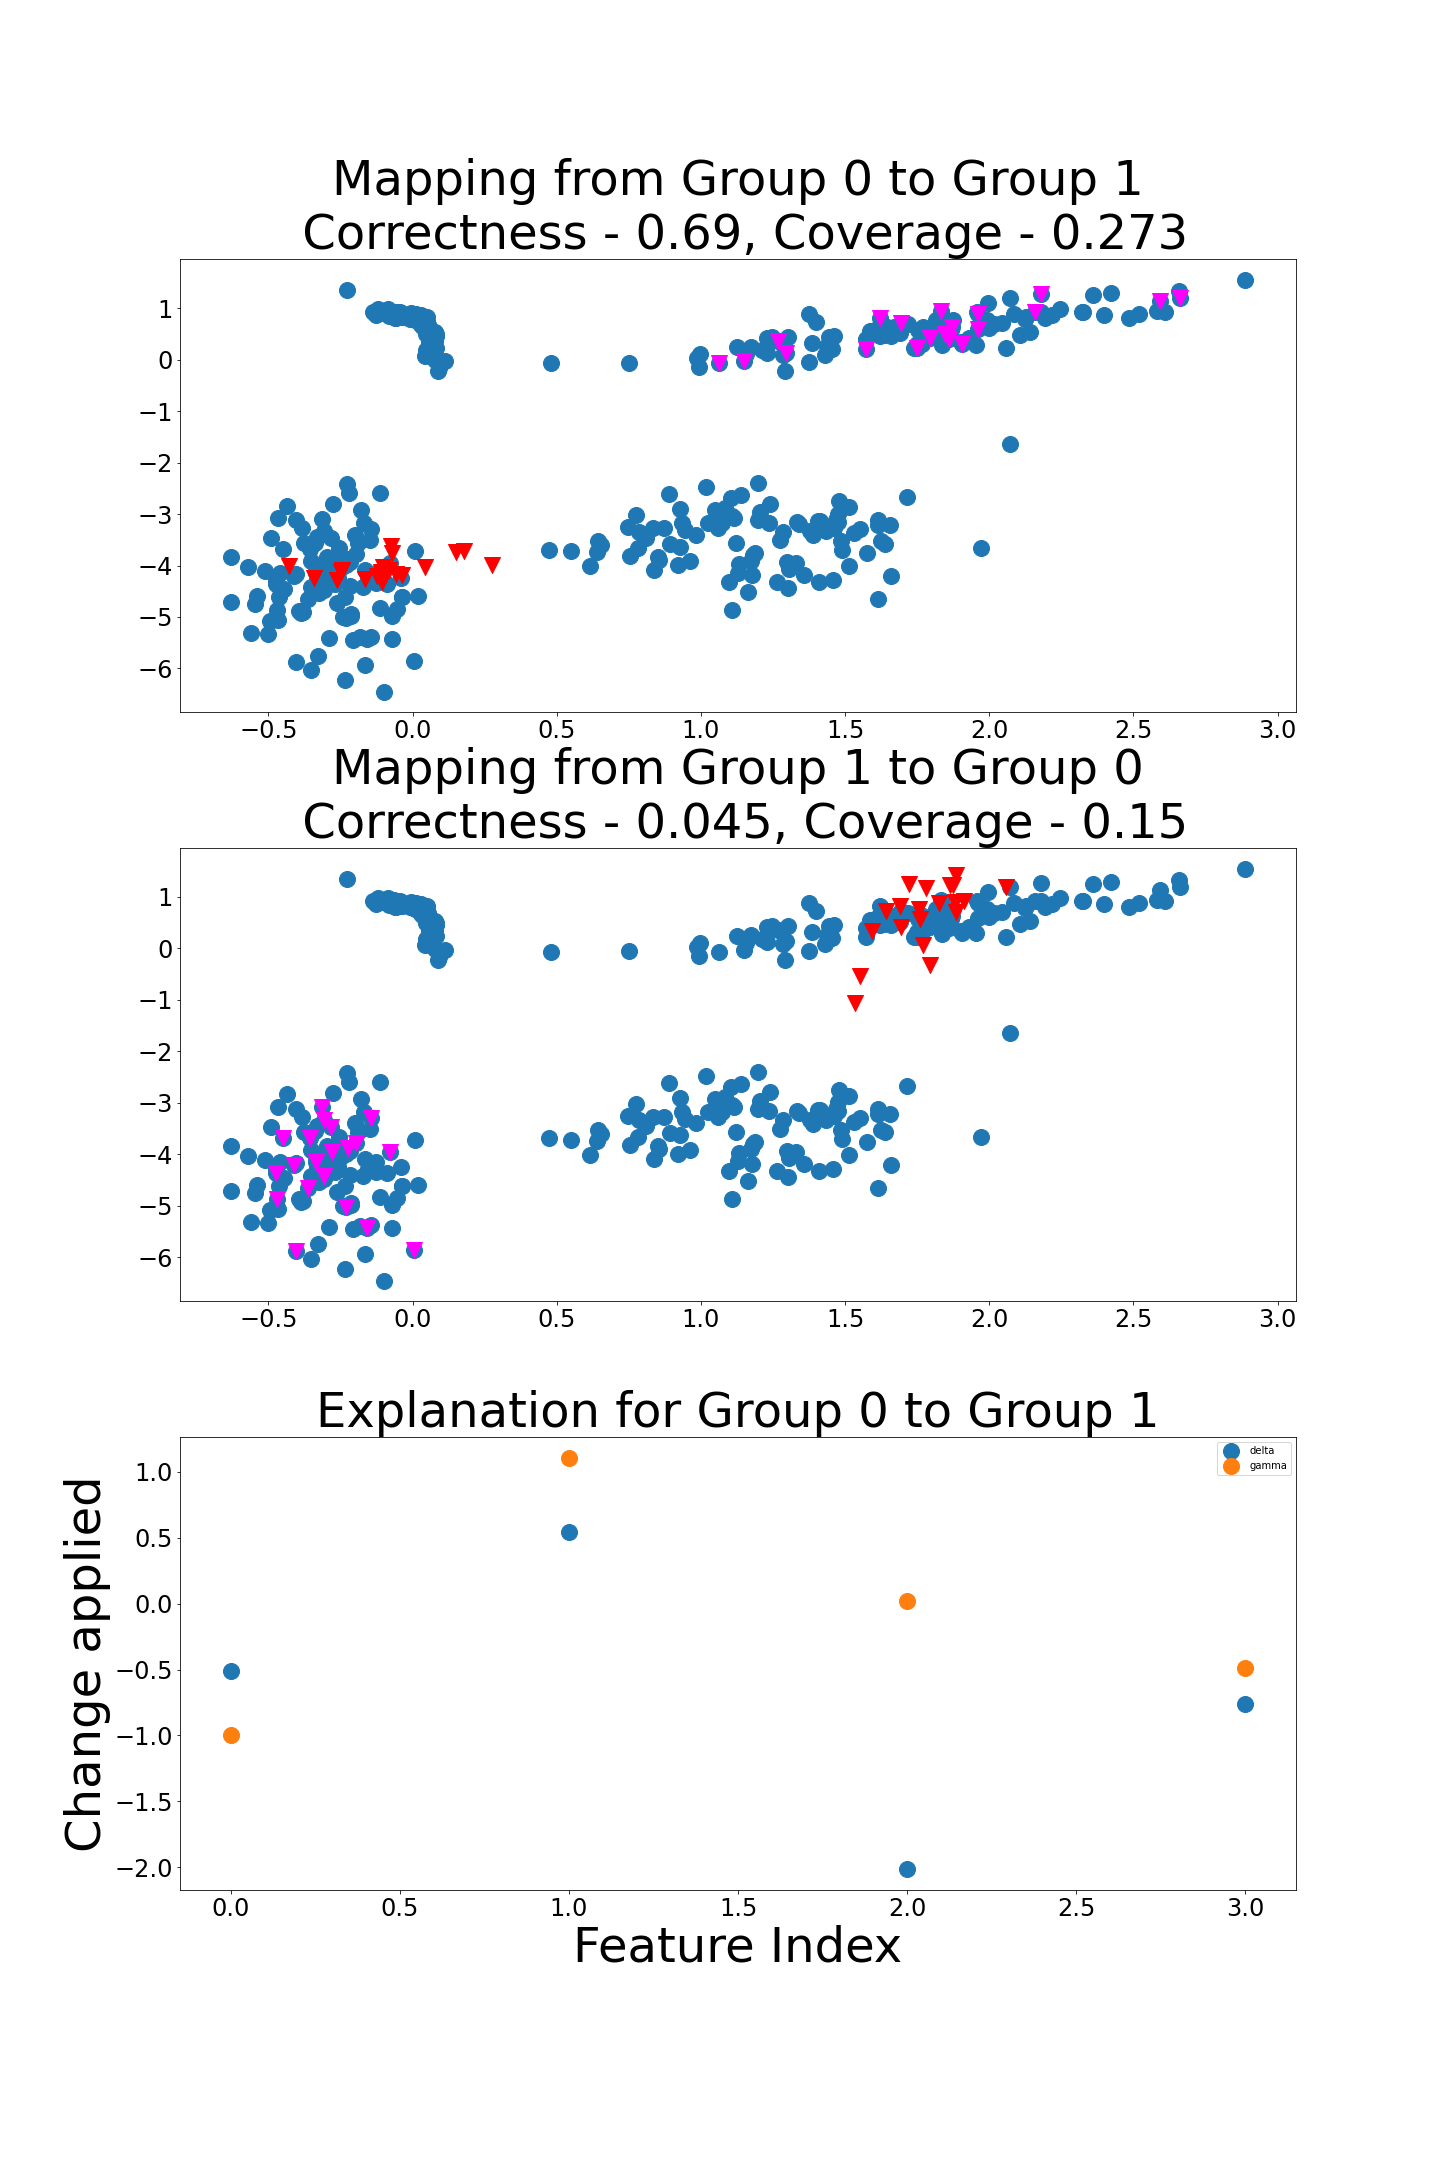 Mapping from Group 0 to Group 1
Correctness - 0.69, Coverage - 0.273
1
0
−1
−2
−3
−4
−5
−6
−0.5 0.0 0.5 1.0 1.5 2.0 2.5 3.0
Mapping from Group 1 to Group 0
Correctness - 0.045, Coverage - 0.15
1
0
−1
−2
−3
−4
−5
−6
−0.5 0.0 0.5 1.0 1.5 2.0 2.5 3.0
Explanation for Group 0 to Group 1
delta
gamma
Change applied
1.0
0.5
0.0
−0.5
−1.0
−1.5
−2.0
0.0 0.5 1.0 1.5 2.0 2.5 3.0
Feature Index